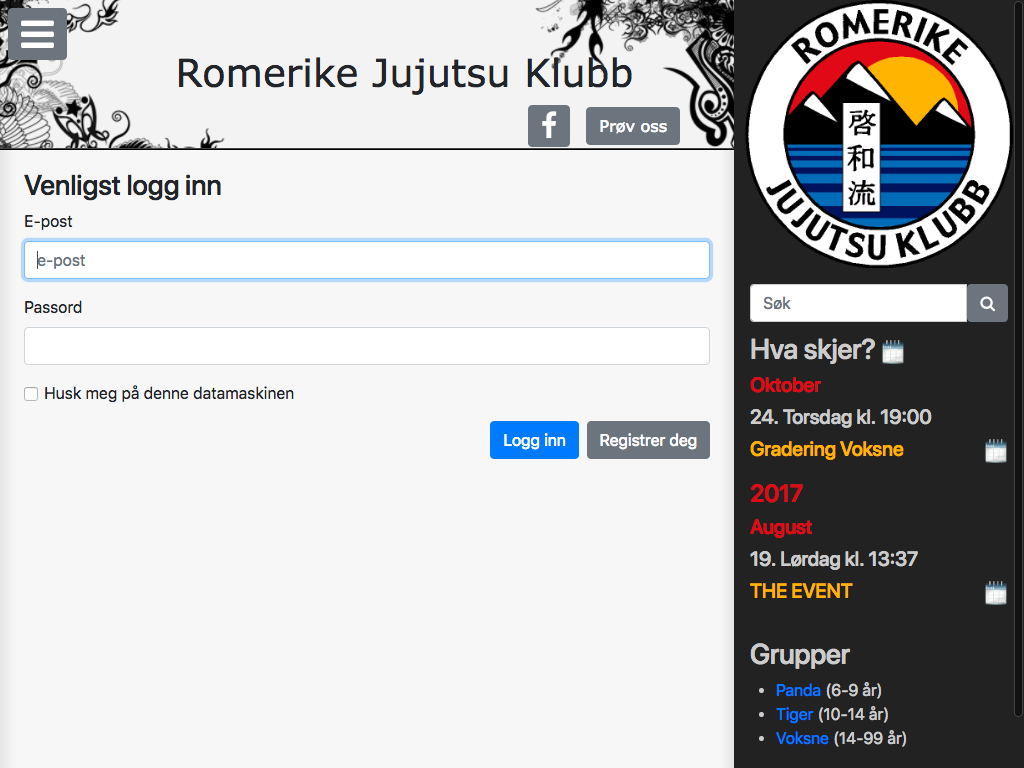 Romerike Jujutsu Klubb
Prøv oss
Venligst logg inn
E-post
e-post
Passord
Husk meg på denne datamaskinen
Logg inn
Registrer deg
ROMERIKE
啓和流
JUJUTSU KLUBB
Søk
Hva skjer?
Oktober
24. Torsdag kl. 19:00
Gradering Voksne
2017
August
19. Lørdag kl. 13:37
THE EVENT
Grupper
Panda (6-9 år)
Tiger (10-14 år)
Voksne (14-99 år)